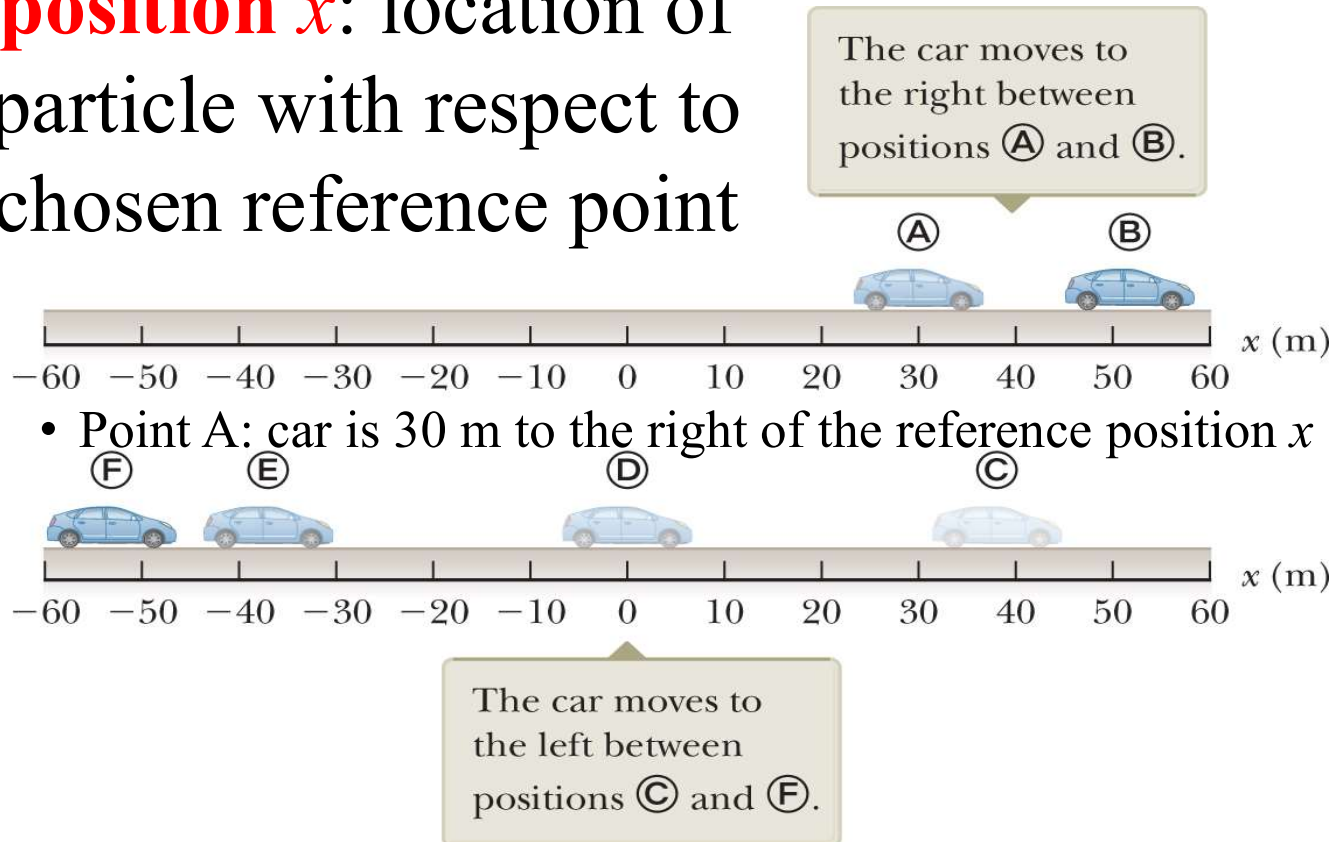 position x: location of
particle with respect to
chosen reference point
The car moves to
the right between
positions Ⓐ and Ⓑ.
Ⓐ Ⓑ
x (m)
−60 −50 −40 −30 −20 −10 0 10 20 30 40 50 60
• Point A: car is 30 m to the right of the reference position x
Ⓕ Ⓔ Ⓓ Ⓒ
x (m)
−60 −50 −40 −30 −20 −10 0 10 20 30 40 50 60
The car moves to
the left between
positions Ⓒ and Ⓕ.